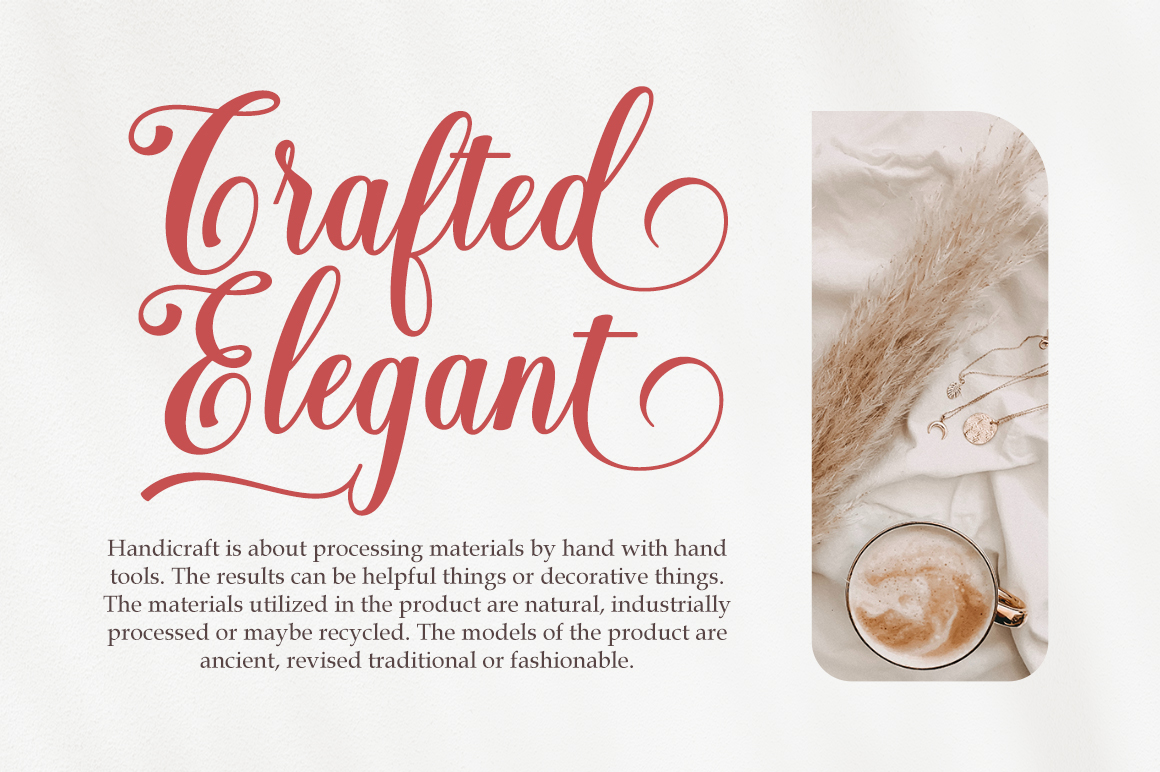 Crafted
Elegant
Handicraft is about processing materials by hand with hand
tools. The results can be helpful things or decorative things.
The materials utilized in the product are natural, industrially
processed or maybe recycled. The models of the product are
ancient, revised traditional or fashionable.